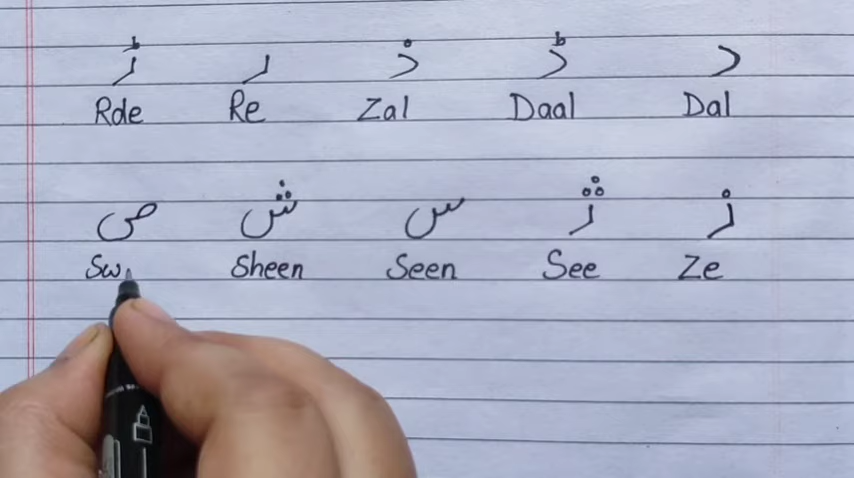 د ڈ ذ ر ڑ
Rde Re Zal Daal Dal
ز ژ س ش ص
Sw Sheen Seen See Ze